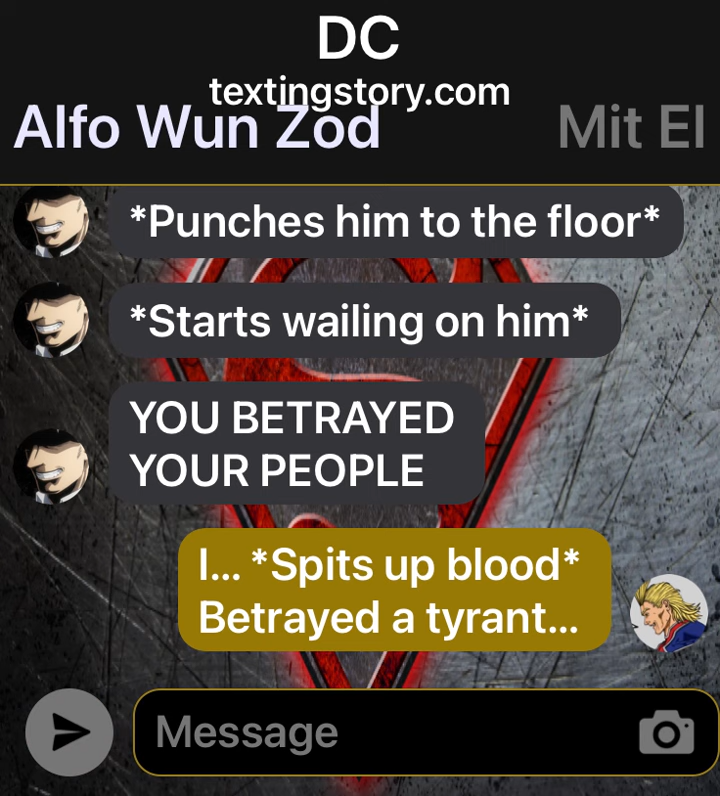 DC
textingstory.com
Alfo Wun Zod
Mit El
*Punches him to the floor*
*Starts wailing on him*
YOU BETRAYED
YOUR PEOPLE
I... *Spits up blood*
Betrayed a tyrant...
Message